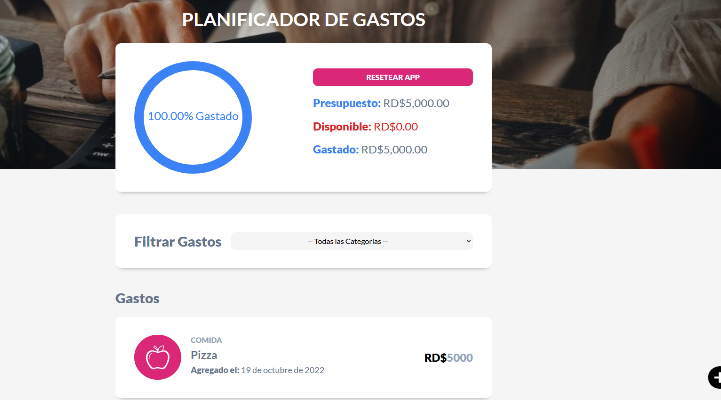 PLANIFICADOR DE GASTOS
100.00% Gastado
RESETEAR APP
Presupuesto: RD$5,000.00
Disponible: RD$0.00
Gastado: RD$5,000.00
Filtrar Gastos
-- Todas las Categorias --
Gastos
COMIDA
Pizza
Agregado el: 19 de octubre de 2022
RD$5000